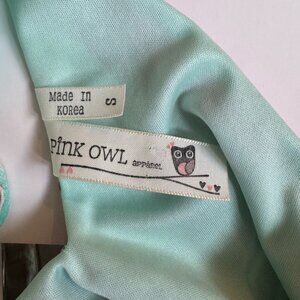 Made In
KOREA
S
PINK OWL
APPAREL